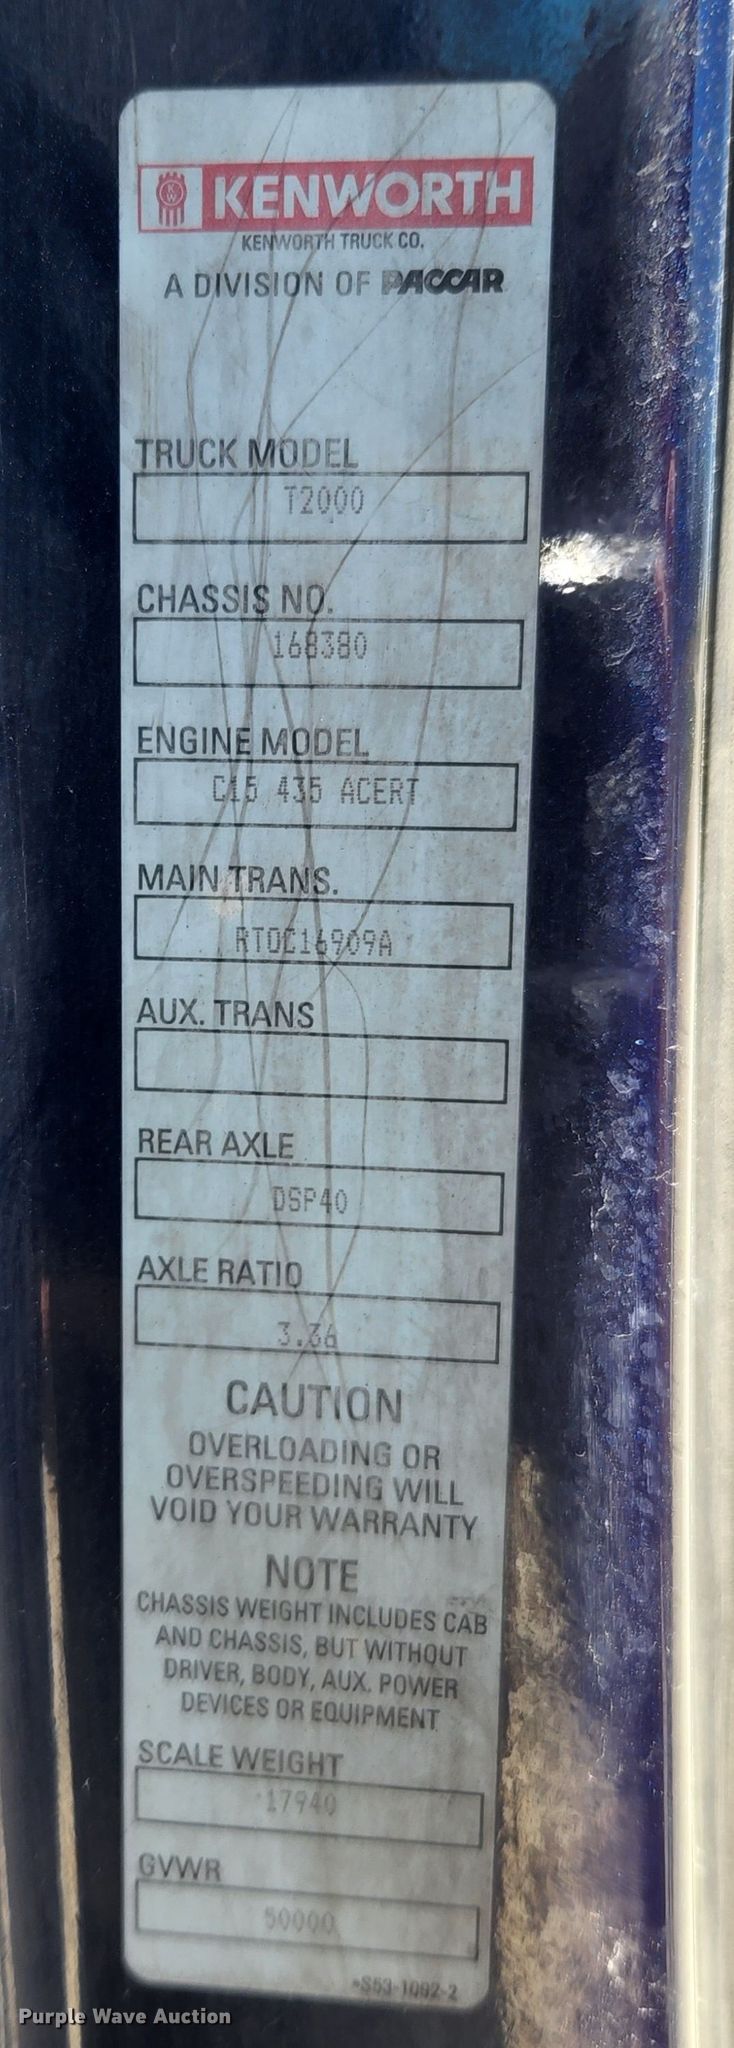 KW KENWORTH
KENWORTH TRUCK CO.
A DIVISION OF PACCAR
TRUCK MODEL
T2000
CHASSIS NO.
168380
ENGINE MODEL
C15 435 ACERT
MAIN TRANS.
RTOC16909A
AUX. TRANS
REAR AXLE
DSP40
AXLE RATIO
3.36
CAUTION
OVERLOADING OR
OVERSPEEDING WILL
VOID YOUR WARRANTY
NOTE
CHASSIS WEIGHT INCLUDES CAB
AND CHASSIS, BUT WITHOUT
DRIVER, BODY, AUX. POWER
DEVICES OR EQUIPMENT
SCALE WEIGHT
17940
GVWR
50000
S53-1092-2
Purple Wave Auction